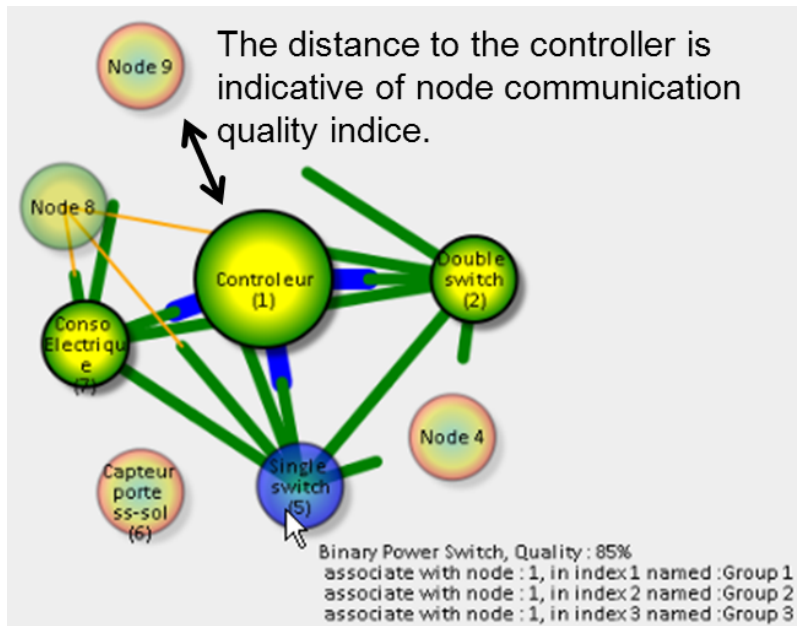 Node 9
The distance to the controller is
indicative of node communication
quality indice.
Node 8
Controleur
(1)
Double
switch
(2)
Conso
Electriqu
e
(7)
Node 4
Capteur
porte
ss-sol
(6)
Single
switch
(5)
Binary Power Switch, Quality : 85%
associate with node : 1, in index 1 named :Group 1
associate with node : 1, in index 2 named :Group 2
associate with node : 1, in index 3 named :Group 3